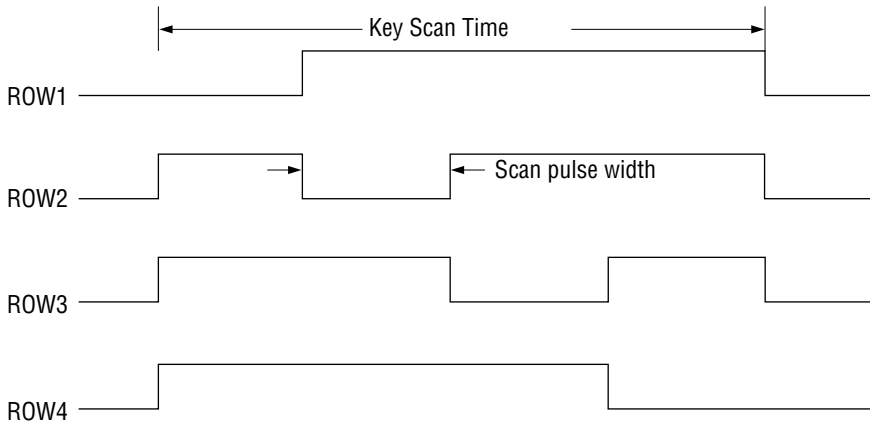 Key Scan Time
ROW1
Scan pulse width
ROW2
ROW3
ROW4